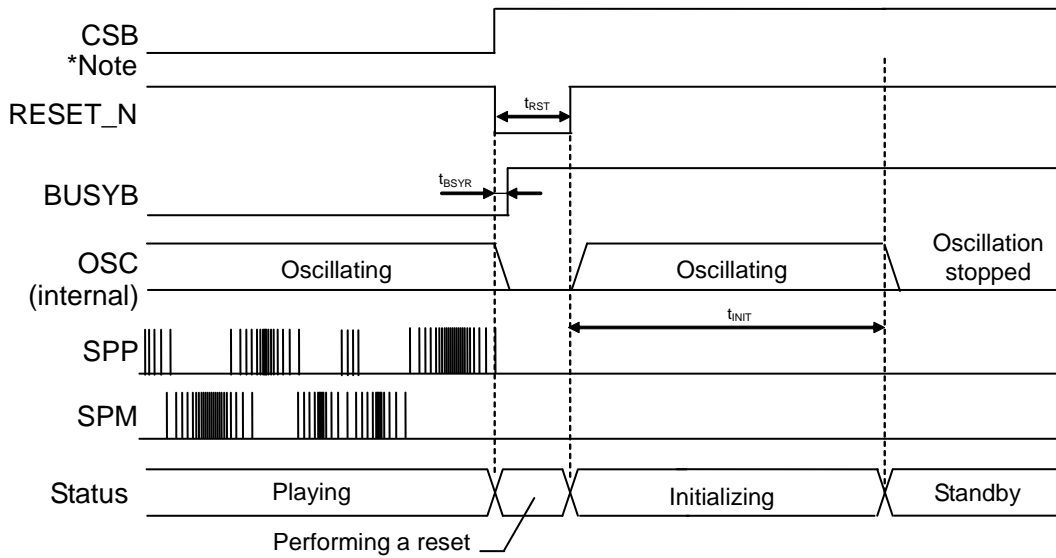 CSB
*Note
RESET_N
tRST
BUSYB
tBSYR
OSC
(internal)
Oscillating
Oscillating
Oscillation
stopped
tINIT
SPP
SPM
Status
Playing
Initializing
Standby
Performing a reset